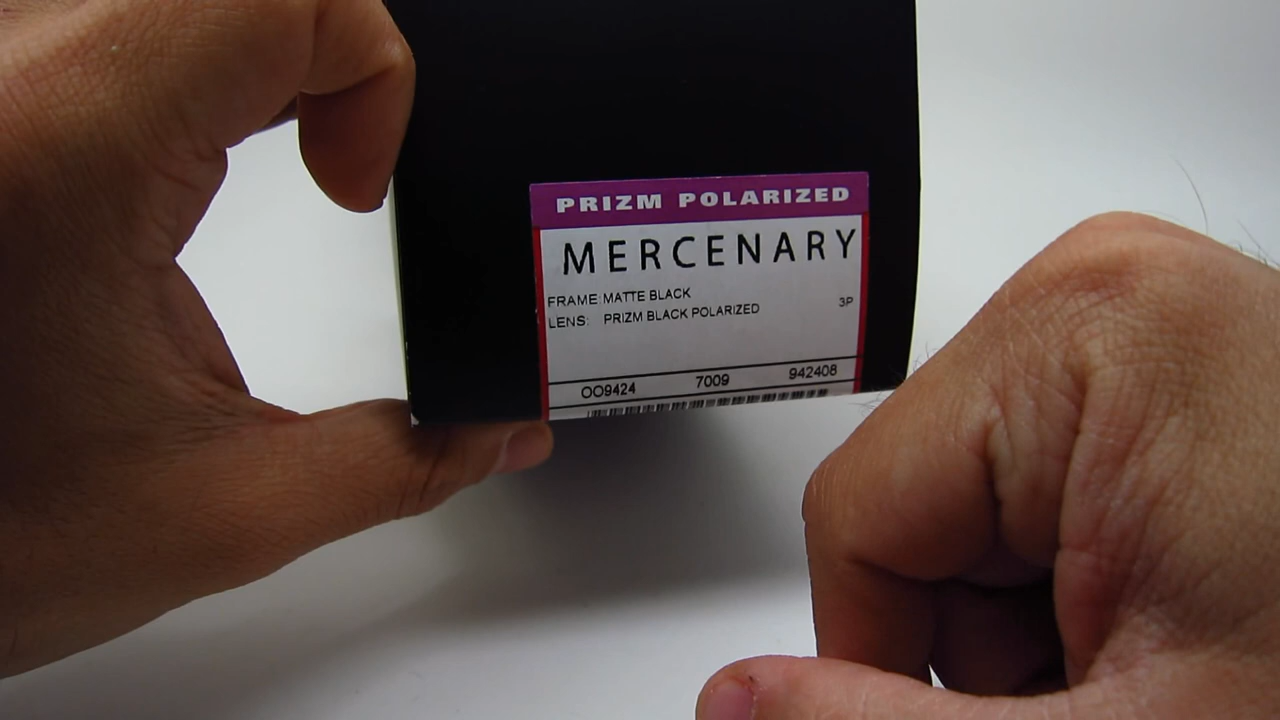 PRIZM POLARIZED
MERCENARY
FRAME: MATTE BLACK 3P
LENS: PRIZM BLACK POLARIZED
OO9424 7009 942408